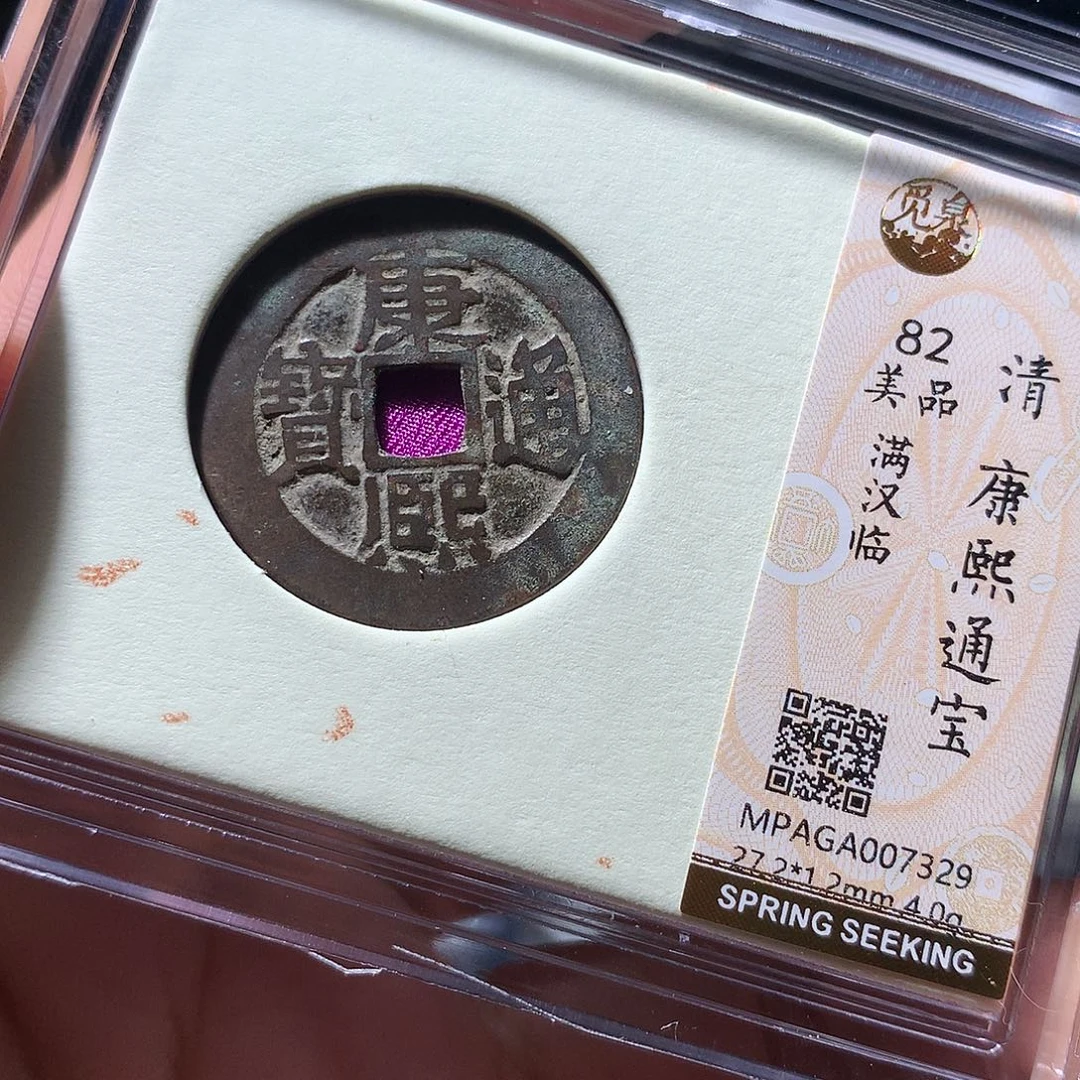 康熙通寳
觅泉
清 康熙通宝
82
美品
满汉临
MPAGA007329
27.2*1.2mm 4.0g
SPRING SEEKING